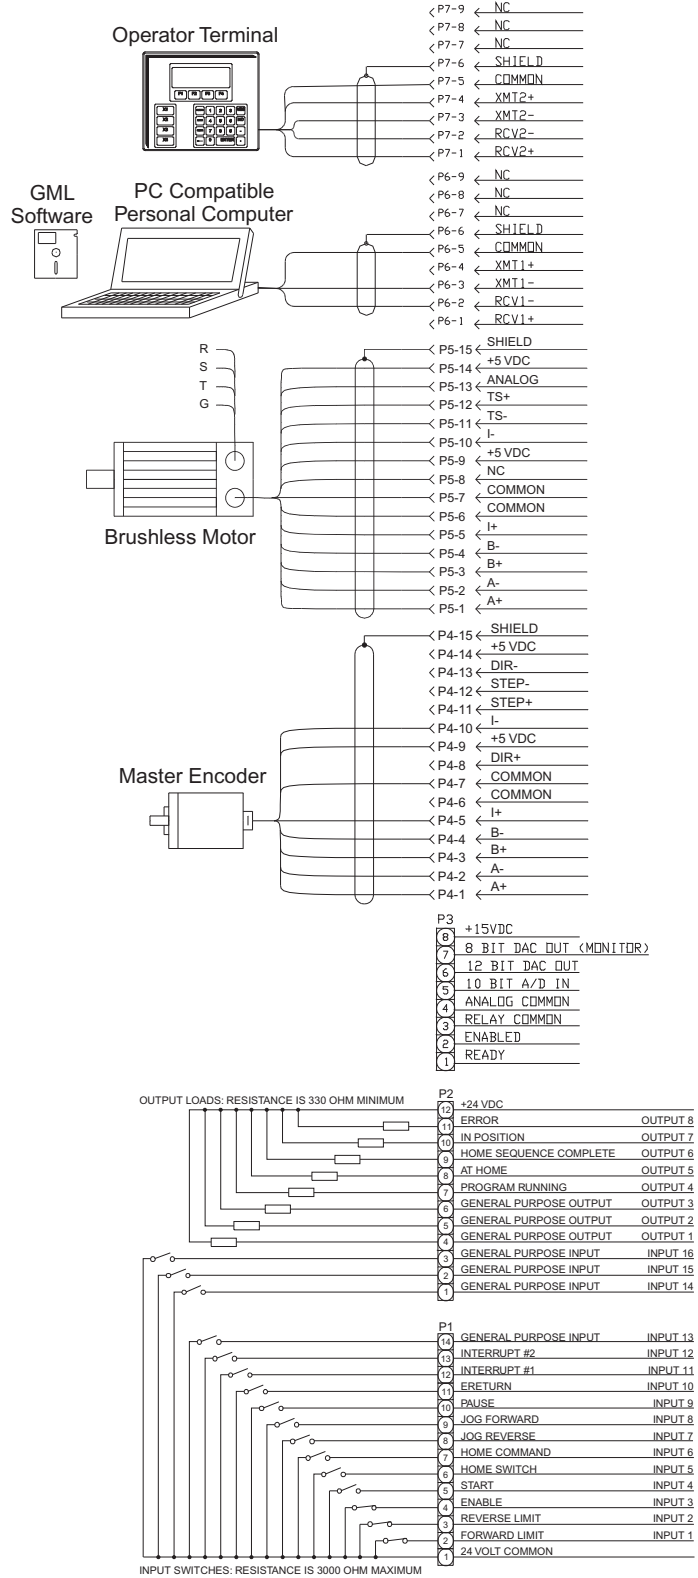 Operator Terminal
P7-9 NC
P7-8 NC
P7-7 NC
P7-6 SHIELD
P7-5 COMMON
P7-4 XMT2+
P7-3 XMT2-
P7-2 RCV2-
P7-1 RCV2+
GML Software
PC Compatible
Personal Computer
P6-9 NC
P6-8 NC
P6-7 NC
P6-6 SHIELD
P6-5 COMMON
P6-4 XMT1+
P6-3 XMT1-
P6-2 RCV1-
P6-1 RCV1+
R
S
T
G
Brushless Motor
P5-15 SHIELD
P5-14 +5 VDC
P5-13 ANALOG
P5-12 TS+
P5-11 TS-
P5-10 I-
P5-9 +5 VDC
P5-8 NC
P5-7 COMMON
P5-6 COMMON
P5-5 I+
P5-4 B-
P5-3 B+
P5-2 A-
P5-1 A+
Master Encoder
P4-15 SHIELD
P4-14 +5 VDC
P4-13 DIR-
P4-12 STEP-
P4-11 STEP+
P4-10 I-
P4-9 +5 VDC
P4-8 DIR+
P4-7 COMMON
P4-6 COMMON
P4-5 I+
P4-4 B-
P4-3 B+
P4-2 A-
P4-1 A+
P3
8 +15VDC
7 8 BIT DAC OUT (MONITOR)
6 12 BIT DAC OUT
5 10 BIT A/D IN
4 ANALOG COMMON
3 RELAY COMMON
2 ENABLED
1 READY
OUTPUT LOADS: RESISTANCE IS 330 OHM MINIMUM
P2
12 +24 VDC
11 ERROR OUTPUT 8
10 IN POSITION OUTPUT 7
9 HOME SEQUENCE COMPLETE OUTPUT 6
8 AT HOME OUTPUT 5
7 PROGRAM RUNNING OUTPUT 4
6 GENERAL PURPOSE OUTPUT OUTPUT 3
5 GENERAL PURPOSE OUTPUT OUTPUT 2
4 GENERAL PURPOSE OUTPUT OUTPUT 1
3 GENERAL PURPOSE INPUT INPUT 16
2 GENERAL PURPOSE INPUT INPUT 15
1 GENERAL PURPOSE INPUT INPUT 14
P1
14 GENERAL PURPOSE INPUT INPUT 13
13 INTERRUPT #2 INPUT 12
12 INTERRUPT #1 INPUT 11
11 ERETURN INPUT 10
10 PAUSE INPUT 9
9 JOG FORWARD INPUT 8
8 JOG REVERSE INPUT 7
7 HOME COMMAND INPUT 6
6 HOME SWITCH INPUT 5
5 START INPUT 4
4 ENABLE INPUT 3
3 REVERSE LIMIT INPUT 2
2 FORWARD LIMIT INPUT 1
1 24 VOLT COMMON
INPUT SWITCHES: RESISTANCE IS 3000 OHM MAXIMUM